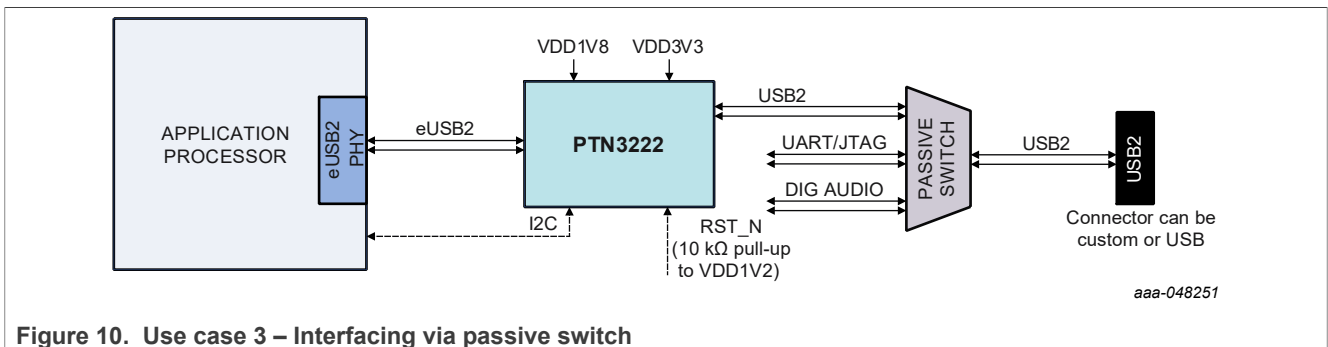 VDD1V8 VDD3V3
APPLICATION
PROCESSOR
eUSB2
PHY
eUSB2
PTN3222
USB2
UART/JTAG
DIG AUDIO
PASSIVE
SWITCH
USB2
USB2
Connector can be
custom or USB
I2C
RST_N
(10 kΩ pull-up
to VDD1V2)
aaa-048251
Figure 10. Use case 3 – Interfacing via passive switch